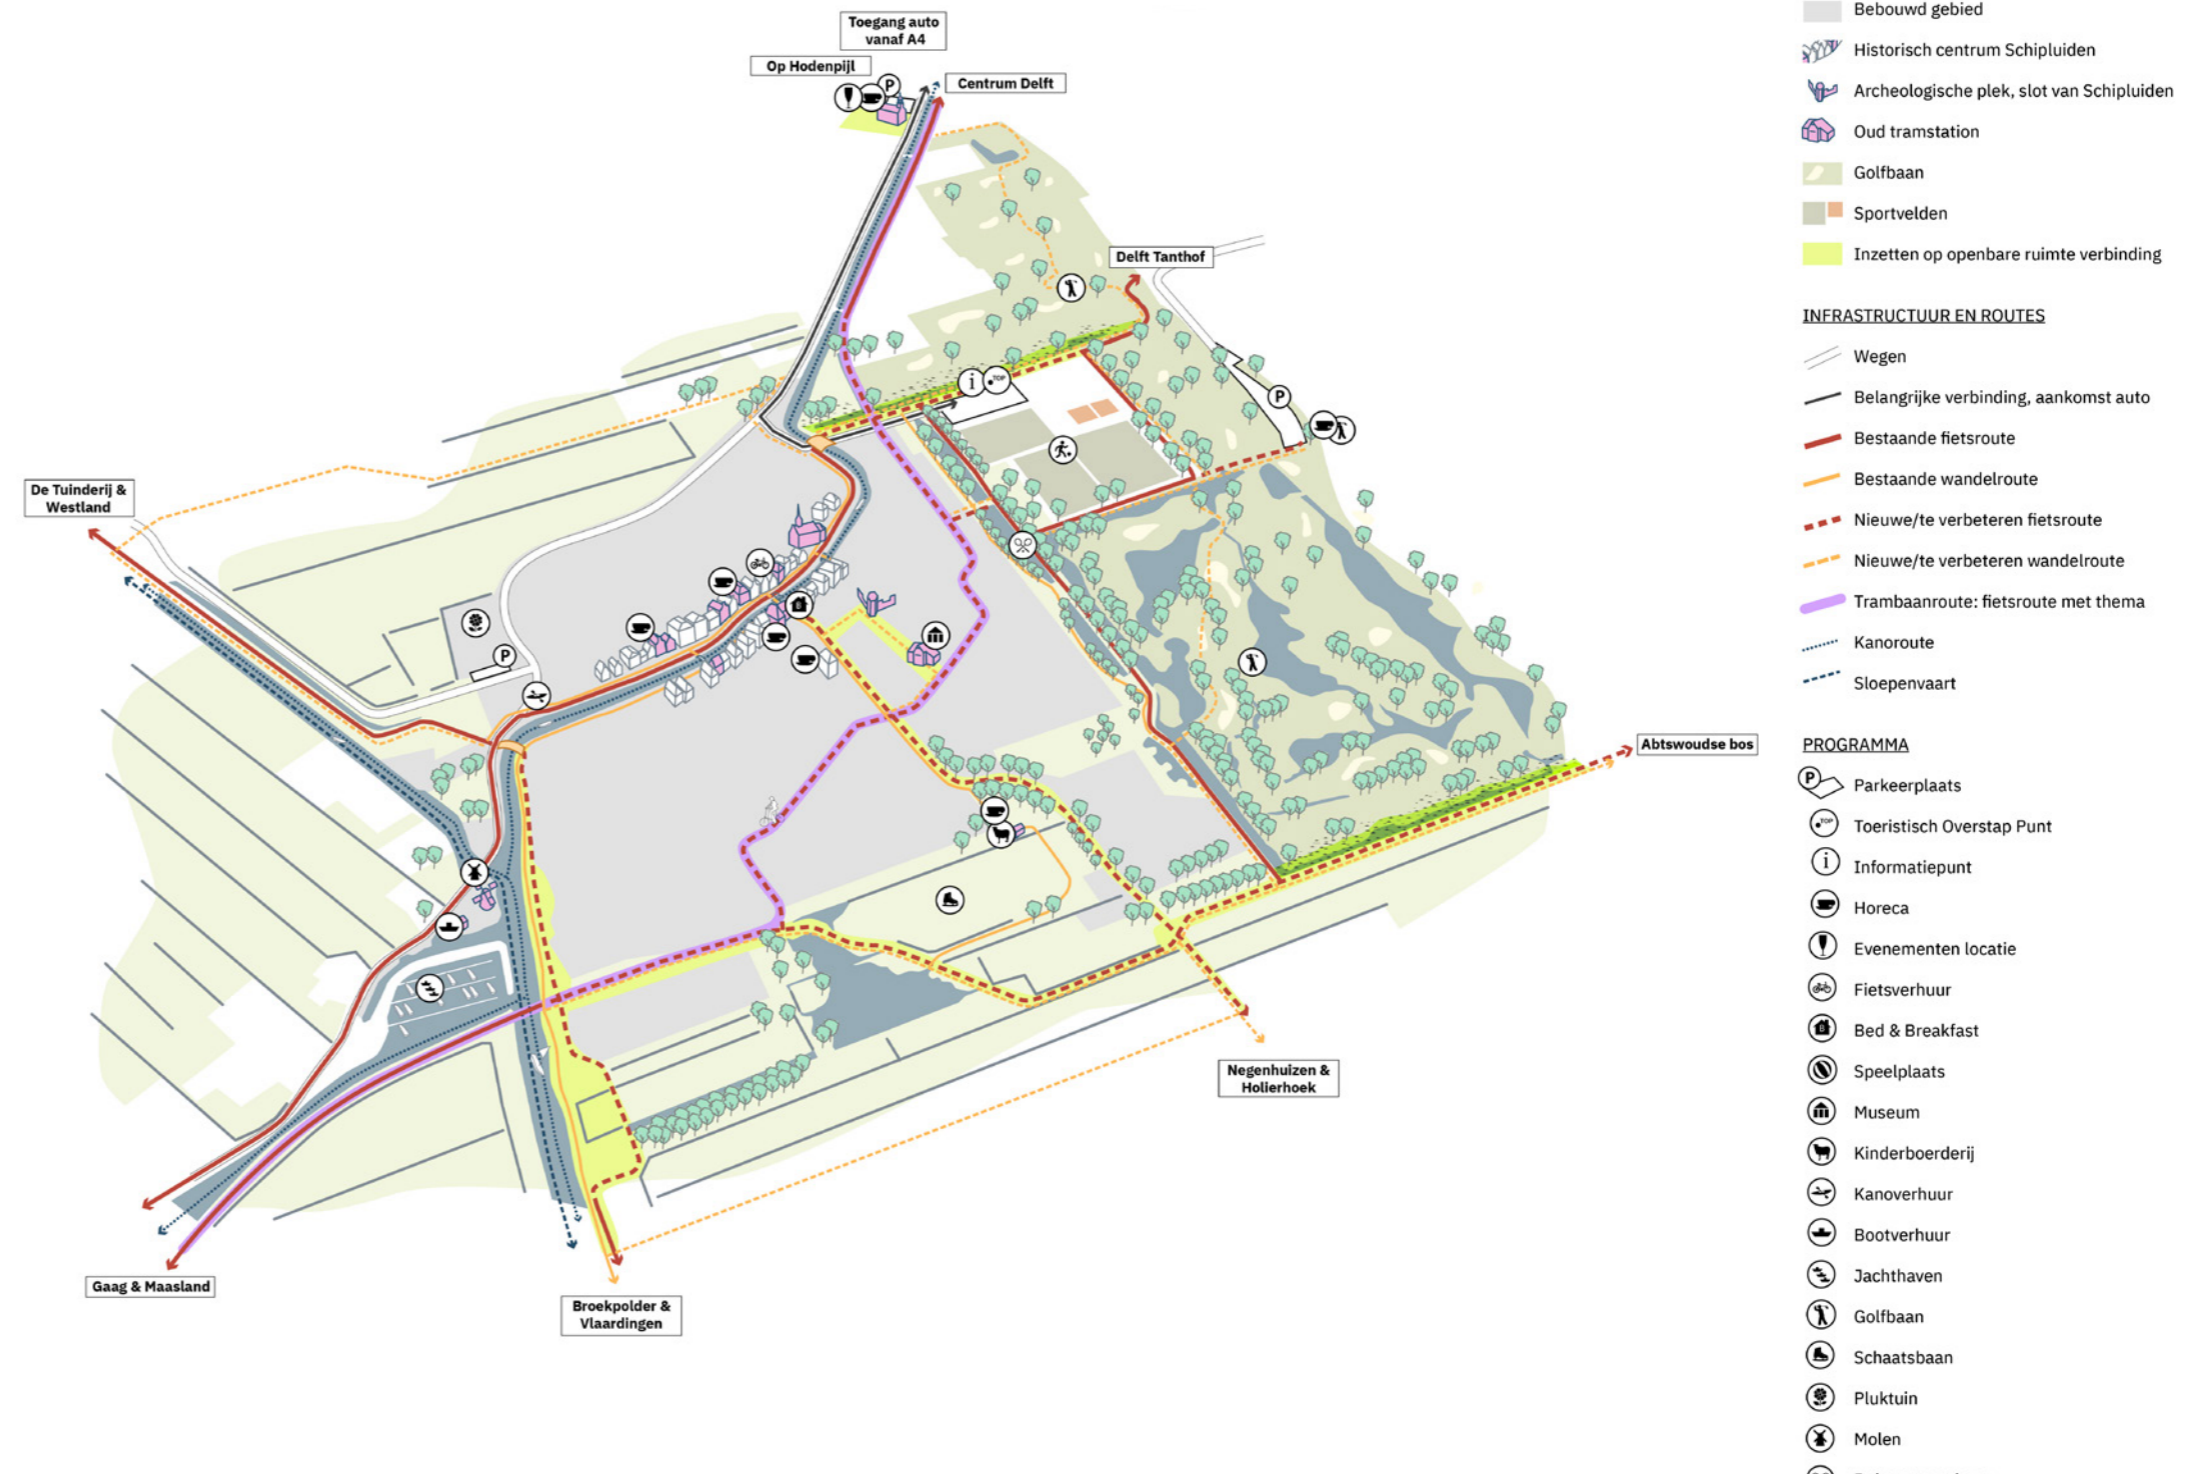 Toegang auto
vanaf A4
Op Hodenpijl
P
Centrum Delft
Delft Tanthof
i
TOP
P
De Tuinderij &
Westland
P
Abtswoudse bos
Negenhuizen &
Holierhoek
Gaag & Maasland
Broekpolder &
Vlaardingen
Bebouwd gebied
Historisch centrum Schipluiden
Archeologische plek, slot van Schipluiden
Oud tramstation
Golfbaan
Sportvelden
Inzetten op openbare ruimte verbinding
INFRASTRUCTUUR EN ROUTES
Wegen
Belangrijke verbinding, aankomst auto
Bestaande fietsroute
Bestaande wandelroute
Nieuwe/te verbeteren fietsroute
Nieuwe/te verbeteren wandelroute
Trambaanroute: fietsroute met thema
Kanoroute
Sloepenvaart
PROGRAMMA
P Parkeerplaats
TOP Toeristisch Overstap Punt
i Informatiepunt
Horeca
Evenementen locatie
Fietsverhuur
B Bed & Breakfast
Speelplaats
Museum
Kinderboerderij
Kanoverhuur
Bootverhuur
Jachthaven
Golfbaan
Schaatsbaan
Pluktuin
Molen